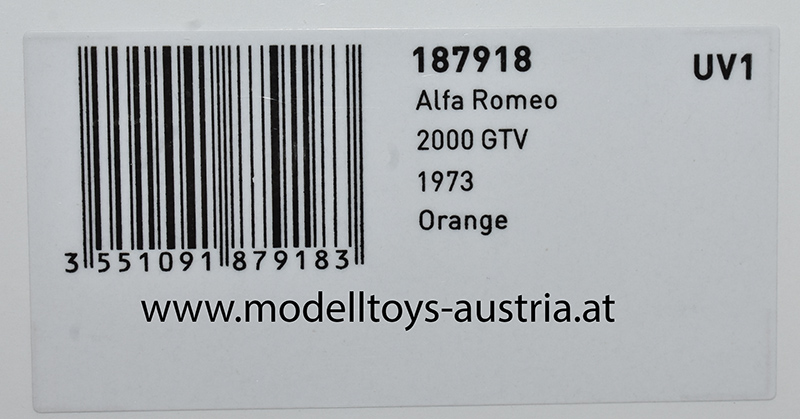 187918
UV1
Alfa Romeo
2000 GTV
1973
Orange
3 551091 879183
www.modelltoys-austria.at